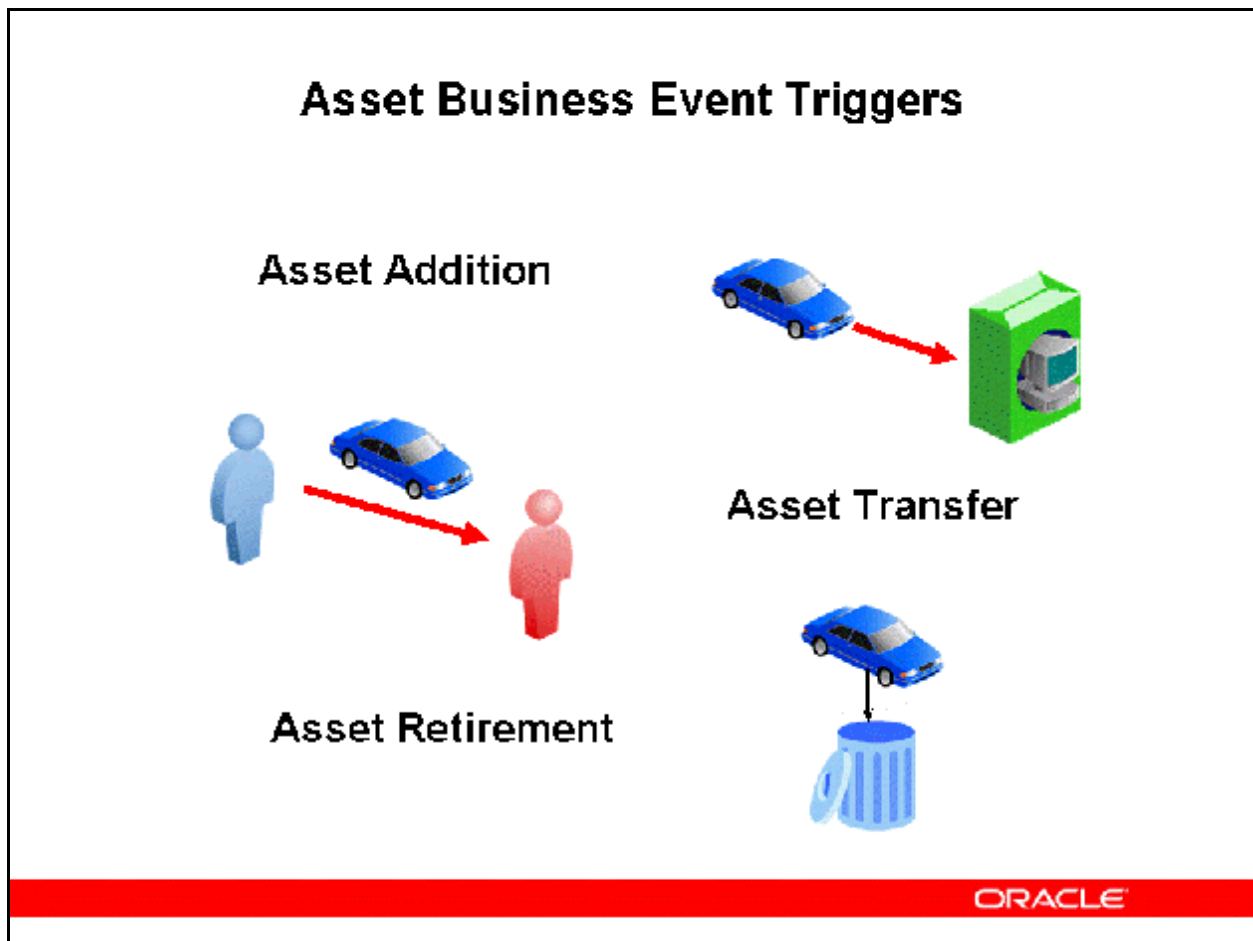 Asset Business Event Triggers
Asset Addition
Asset Transfer
Asset Retirement
ORACLE